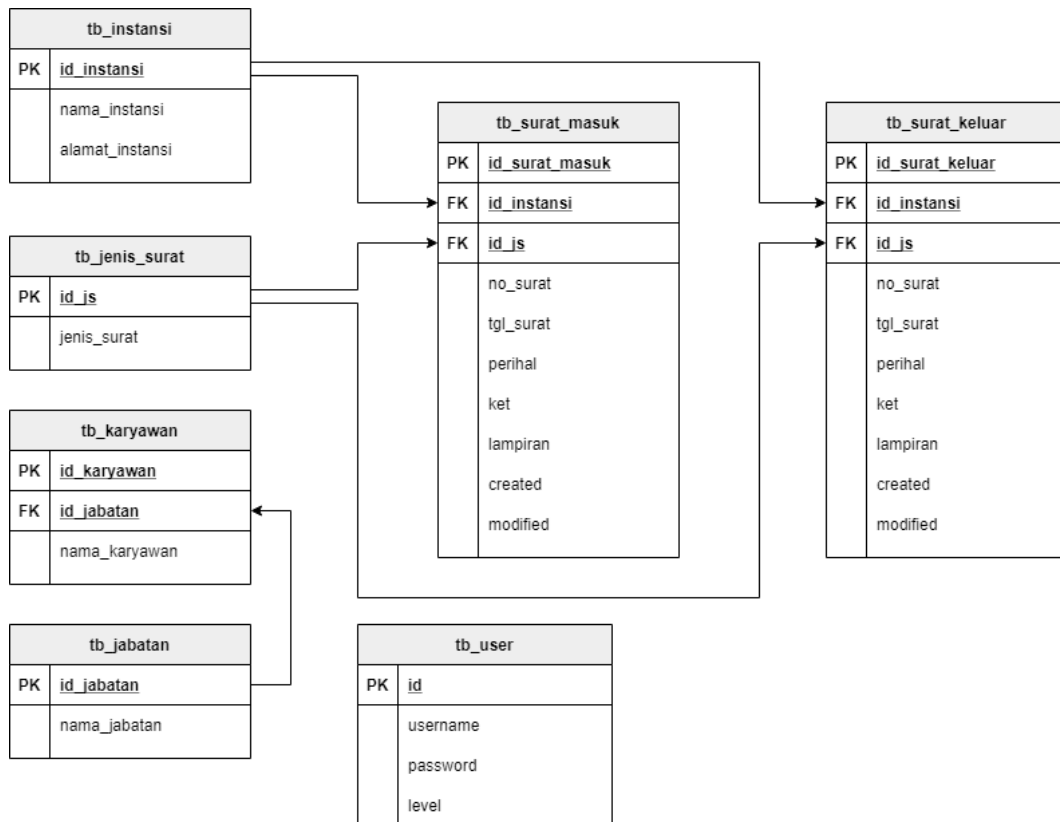 tb_instansi
PK id_instansi
nama_instansi
alamat_instansi
tb_jenis_surat
PK id_js
jenis_surat
tb_karyawan
PK id_karyawan
FK id_jabatan
nama_karyawan
tb_jabatan
PK id_jabatan
nama_jabatan
tb_surat_masuk
PK id_surat_masuk
FK id_instansi
FK id_js
no_surat
tgl_surat
perihal
ket
lampiran
created
modified
tb_user
PK id
username
password
level
tb_surat_keluar
PK id_surat_keluar
FK id_instansi
FK id_js
no_surat
tgl_surat
perihal
ket
lampiran
created
modified